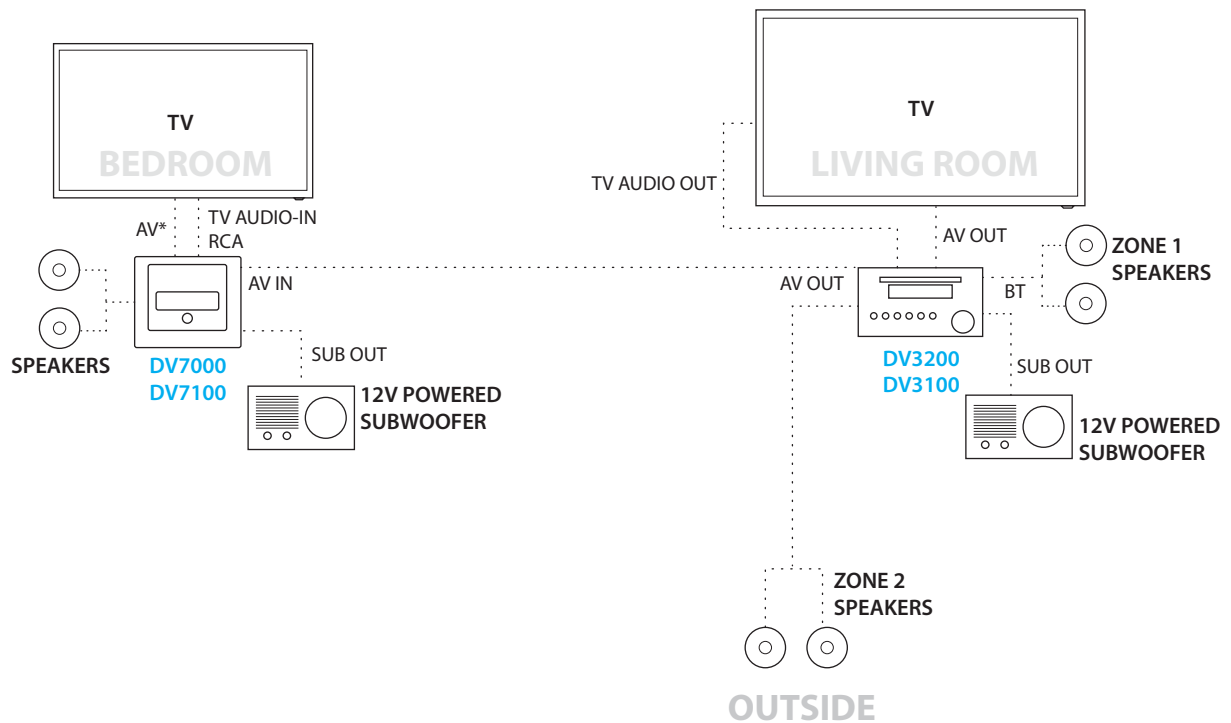 TV
BEDROOM
AV*
TV AUDIO-IN
RCA
AV IN
SPEAKERS
DV7000
DV7100
SUB OUT
12V POWERED
SUBWOOFER
TV
LIVING ROOM
TV AUDIO OUT
AV OUT
AV OUT
BT
ZONE 1
SPEAKERS
DV3200
DV3100
SUB OUT
12V POWERED
SUBWOOFER
ZONE 2
SPEAKERS
OUTSIDE